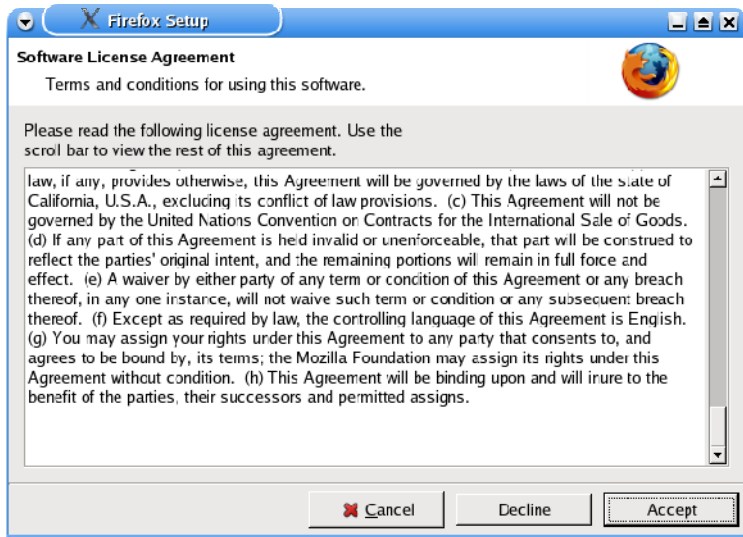 Firefox Setup
Software License Agreement
Terms and conditions for using this software.
Please read the following license agreement. Use the
scroll bar to view the rest of this agreement.
law, if any, provides otherwise, this Agreement will be governed by the laws of the state of
California, U.S.A., excluding its conflict of law provisions.  (c) This Agreement will not be
governed by the United Nations Convention on Contracts for the International Sale of Goods.
(d) If any part of this Agreement is held invalid or unenforceable, that part will be construed to
reflect the parties' original intent, and the remaining portions will remain in full force and
effect.  (e) A waiver by either party of any term or condition of this Agreement or any breach
thereof, in any one instance, will not waive such term or condition or any subsequent breach
thereof.  (f) Except as required by law, the controlling language of this Agreement is English.
(g) You may assign your rights under this Agreement to any party that consents to, and
agrees to be bound by, its terms; the Mozilla Foundation may assign its rights under this
Agreement without condition.  (h) This Agreement will be binding upon and will inure to the
benefit of the parties, their successors and permitted assigns.
Cancel Decline Accept